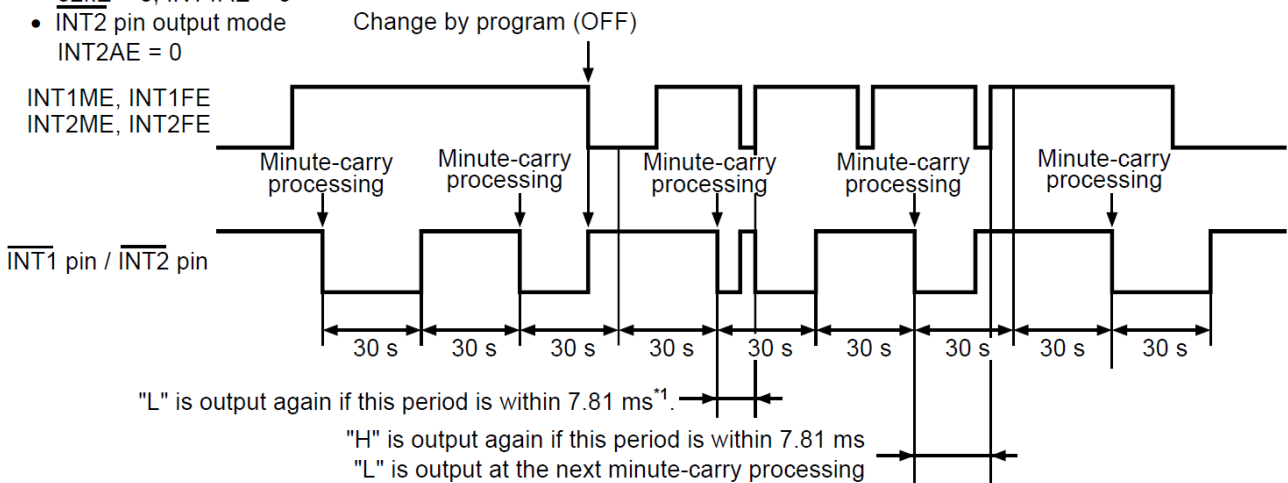 • INT2 pin output mode
INT2AE = 0
Change by program (OFF)
INT1ME, INT1FE
INT2ME, INT2FE
Minute-carry processing
Minute-carry processing
Minute-carry processing
Minute-carry processing
Minute-carry processing
INT1 pin / INT2 pin
30 s 30 s 30 s 30 s 30 s 30 s 30 s 30 s 30 s
"L" is output again if this period is within 7.81 ms*1.
"H" is output again if this period is within 7.81 ms
"L" is output at the next minute-carry processing